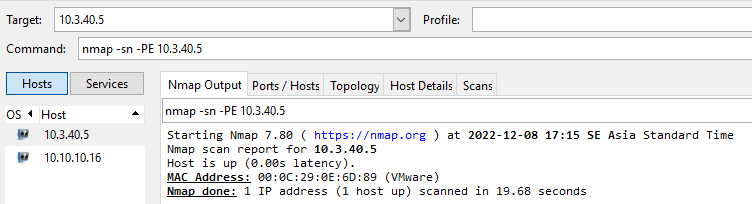 Target: 10.3.40.5 Profile:
Command: nmap -sn -PE 10.3.40.5
Hosts Services Nmap Output Ports / Hosts Topology Host Details Scans
OS Host
nmap -sn -PE 10.3.40.5
10.3.40.5
10.10.10.16
Starting Nmap 7.80 ( https://nmap.org ) at 2022-12-08 17:15 SE Asia Standard Time
Nmap scan report for 10.3.40.5
Host is up (0.00s latency).
MAC Address: 00:0C:29:0E:6D:89 (VMware)
Nmap done: 1 IP address (1 host up) scanned in 19.68 seconds